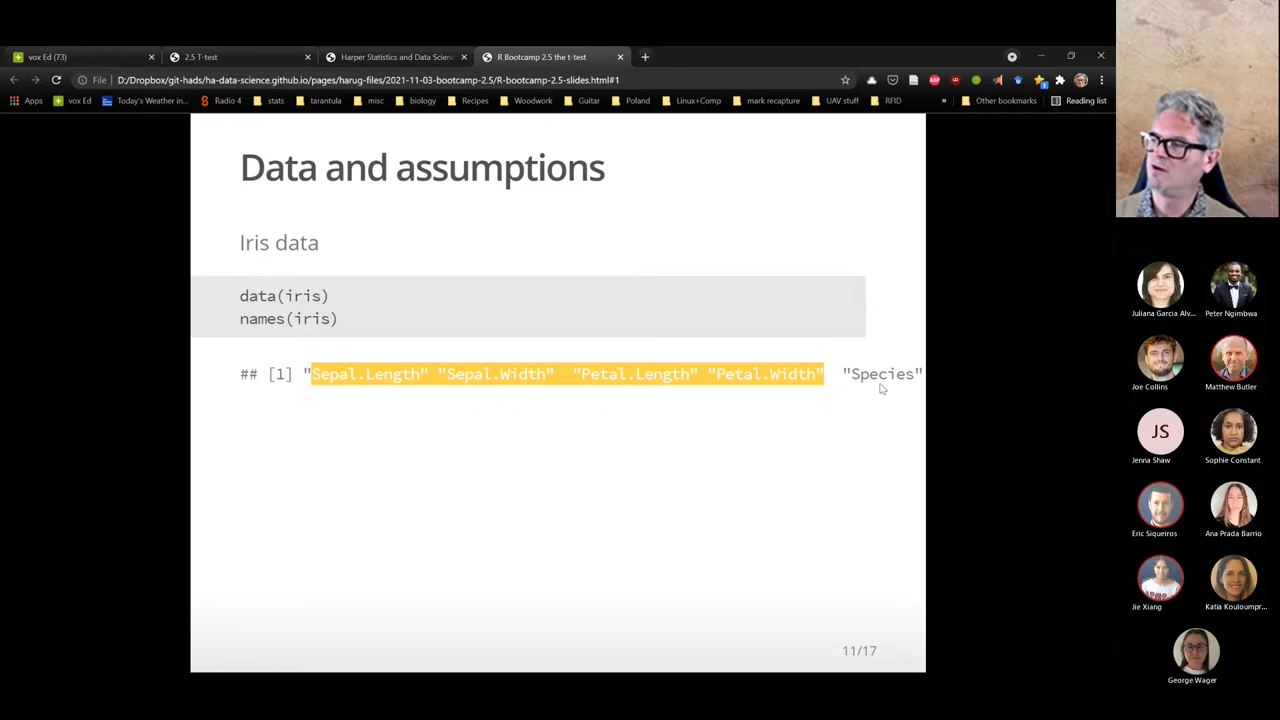 vox Ed (73)
2.5 T-test
Harper Statistics and Data Scien
R Bootcamp 2.5 the t-test
File
D:/Dropbox/git-hads/ha-data-science.github.io/pages/harug-files/2021-11-03-bootcamp-2.5/R-bootcamp-2.5-slides.html#1
Apps
vox Ed
Today's Weather in...
Radio 4
stats
tarantula
misc
biology
Recipes
Woodwork
Guitar
Poland
Linux+Comp
mark recapture
UAV stuff
RFID
»
Other bookmarks
Reading list
Data and assumptions
Iris data
data(iris)
names(iris)
## [1] "Sepal.Length" "Sepal.Width"  "Petal.Length" "Petal.Width"  "Species"
11/17
Juliana Garcia Alv...
Peter Ngimbwa
Joe Collins
Matthew Butler
JS
Jenna Shaw
Sophie Constant
Eric Siqueiros
Ana Prada Barrio
Jie Xiang
Katia Kouloumpr...
George Wager